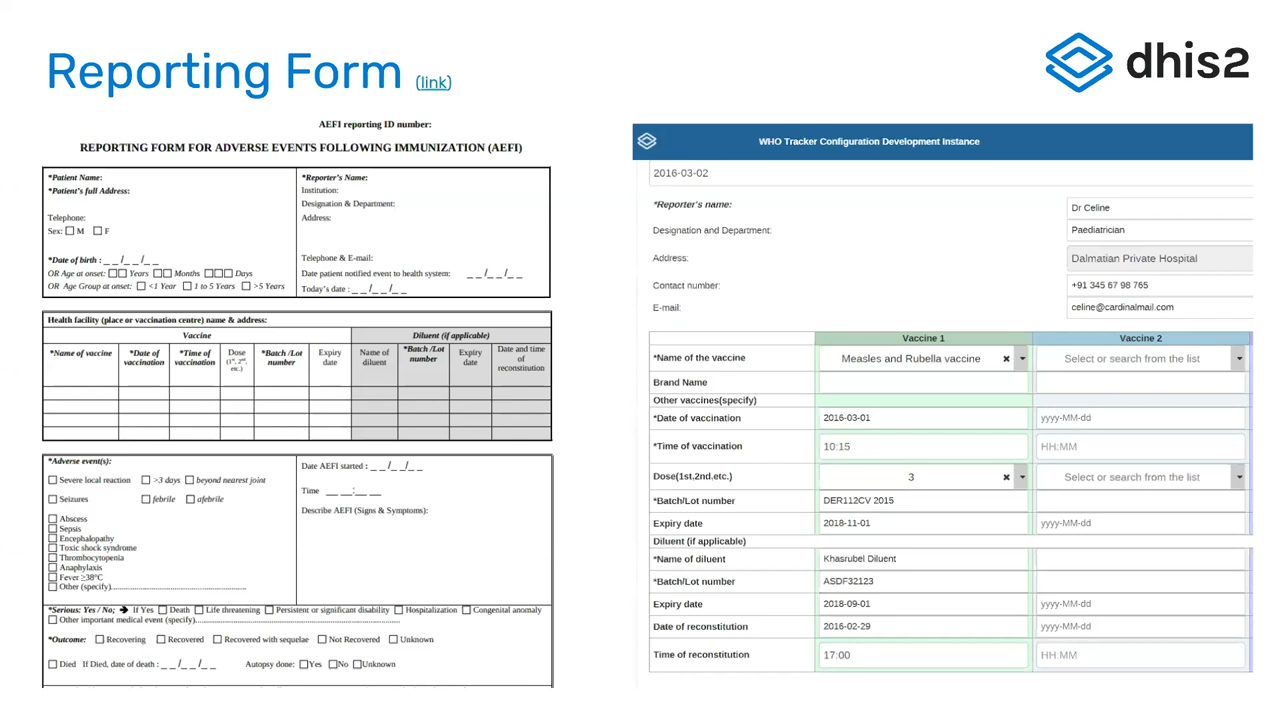 Reporting Form (link)
dhis2
AEFI reporting ID number:
REPORTING FORM FOR ADVERSE EVENTS FOLLOWING IMMUNIZATION (AEFI)
*Patient Name:
*Patient's full Address:
Telephone:
Sex: M F
*Date of birth : _ _/_ _/_ _
OR Age at onset: Years Months Days
OR Age Group at onset: <1 Year 1 to 5 Years >5 Years
*Reporter's Name:
Institution:
Designation & Department:
Address:
Telephone & E-mail:
Date patient notified event to health system: _ _/_ _/_ _
Today's date : _ _/_ _/_ _
Health facility (place or vaccination centre) name & address:
Vaccine Diluent (if applicable)
*Name of vaccine *Date of vaccination *Time of vaccination Dose (1st, 2nd, etc.) *Batch /Lot number Expiry date Name of diluent *Batch /Lot number Expiry date Date and time of reconstitution
*Adverse event(s):
Severe local reaction >3 days beyond nearest joint
Seizures febrile afebrile
Abscess
Sepsis
Encephalopathy
Toxic shock syndrome
Thrombocytopenia
Anaphylaxis
Fever ≥38°C
Other (specify)..................................................
Date AEFI started : _ _/_ _/_ _
Time __ __:__ __
Describe AEFI (Signs & Symptoms):
*Serious: Yes / No; ➔ If Yes Death Life threatening Persistent or significant disability Hospitalization Congenital anomaly
Other important medical event (specify)..................................................
*Outcome: Recovering Recovered Recovered with sequelae Not Recovered Unknown
Died If Died, date of death : _ _/_ _/_ _ Autopsy done: Yes No Unknown
WHO Tracker Configuration Development Instance
2016-03-02
*Reporter's name: Dr Celine
Designation and Department: Paediatrician
Address: Dalmatian Private Hospital
Contact number: +91 345 67 98 765
E-mail: celine@cardinalmail.com
Vaccine 1 Vaccine 2
*Name of the vaccine Measles and Rubella vaccine Select or search from the list
Brand Name
Other vaccines(specify)
*Date of vaccination 2016-03-01 yyyy-MM-dd
*Time of vaccination 10:15 HH:MM
Dose(1st,2nd.etc.) 3 Select or search from the list
*Batch/Lot number DER112CV 2015
Expiry date 2018-11-01 yyyy-MM-dd
Diluent (if applicable)
*Name of diluent Khasrubel Diluent
*Batch/Lot number ASDF32123
Expiry date 2018-09-01 yyyy-MM-dd
Date of reconstitution 2016-02-29 yyyy-MM-dd
Time of reconstitution 17:00 HH:MM